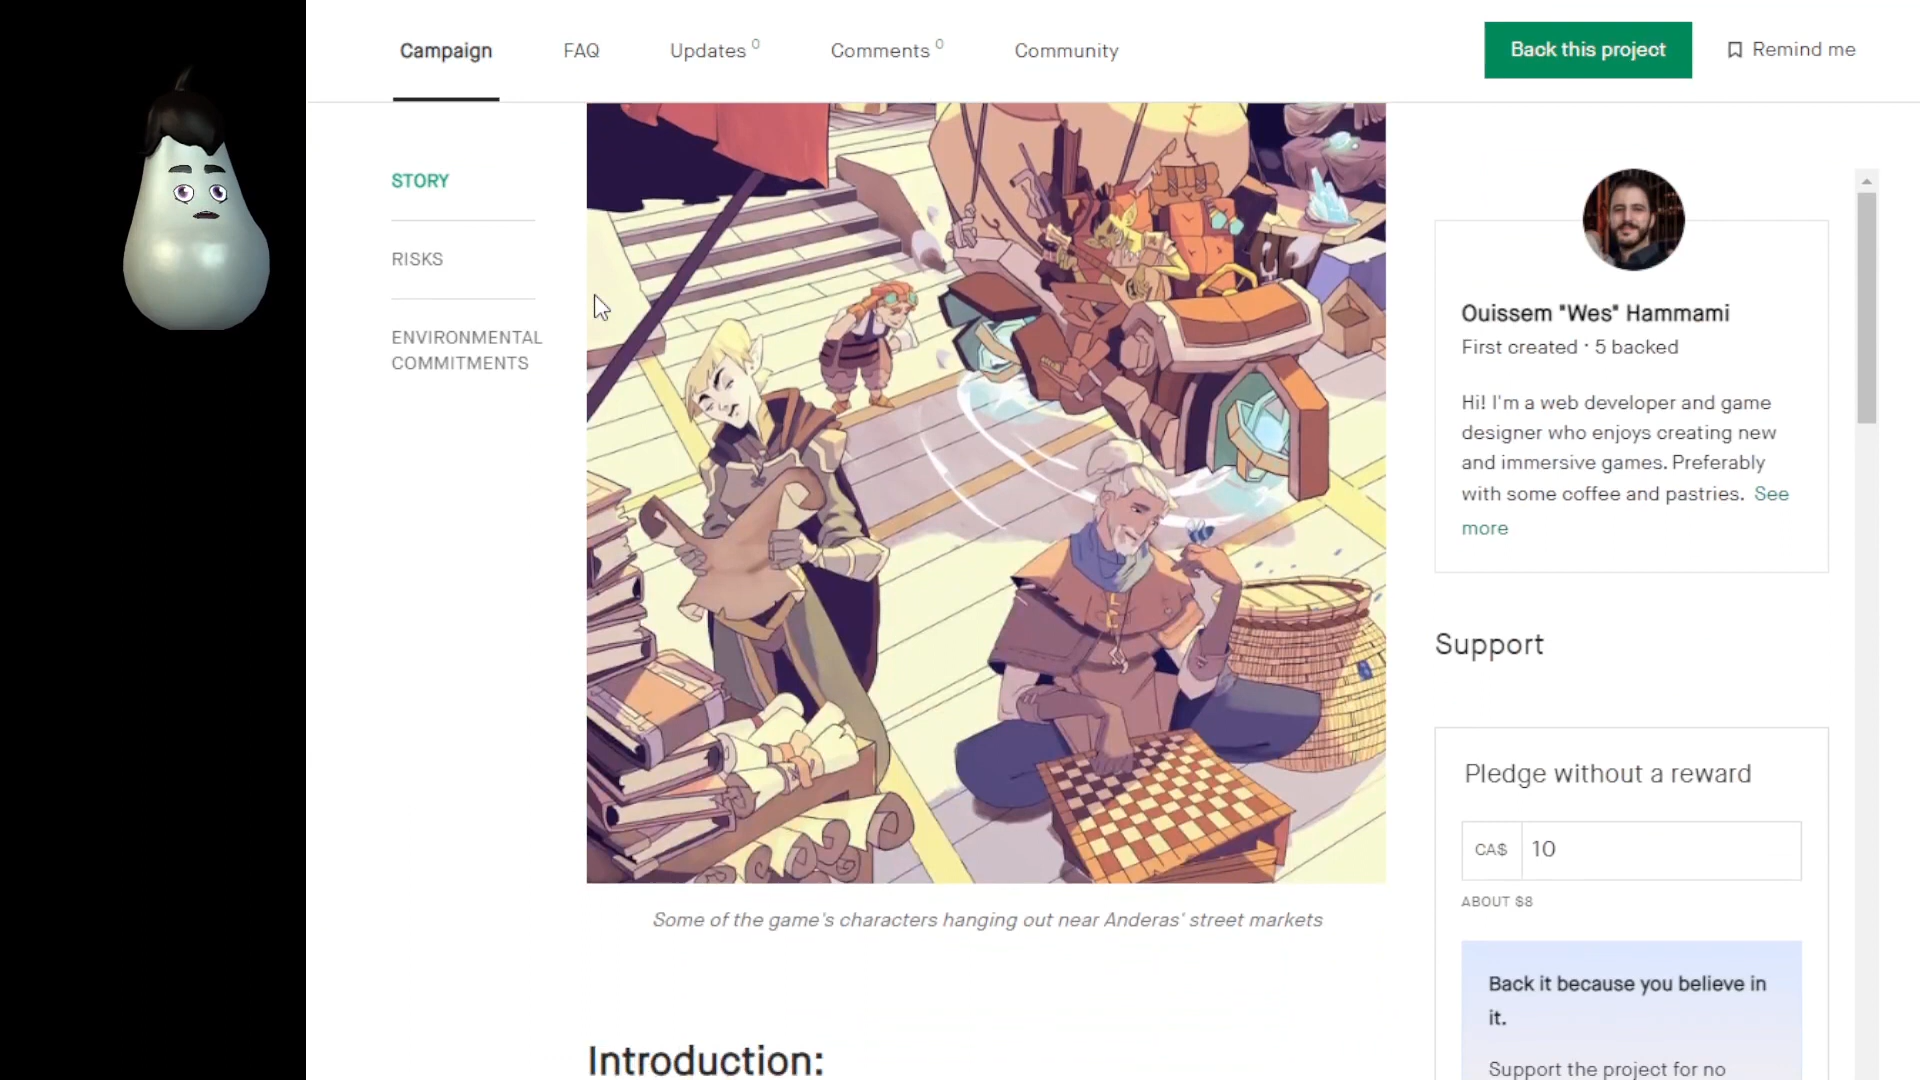 Campaign
FAQ
Updates 0
Comments 0
Community
Back this project
Remind me
STORY
RISKS
ENVIRONMENTAL
COMMITMENTS
Some of the game's characters hanging out near Anderas' street markets
Introduction:
Ouissem "Wes" Hammami
First created · 5 backed
Hi! I'm a web developer and game
designer who enjoys creating new
and immersive games. Preferably
with some coffee and pastries. See
more
Support
Pledge without a reward
CA$ 10
ABOUT $8
Back it because you believe in
it.
Support the project for no